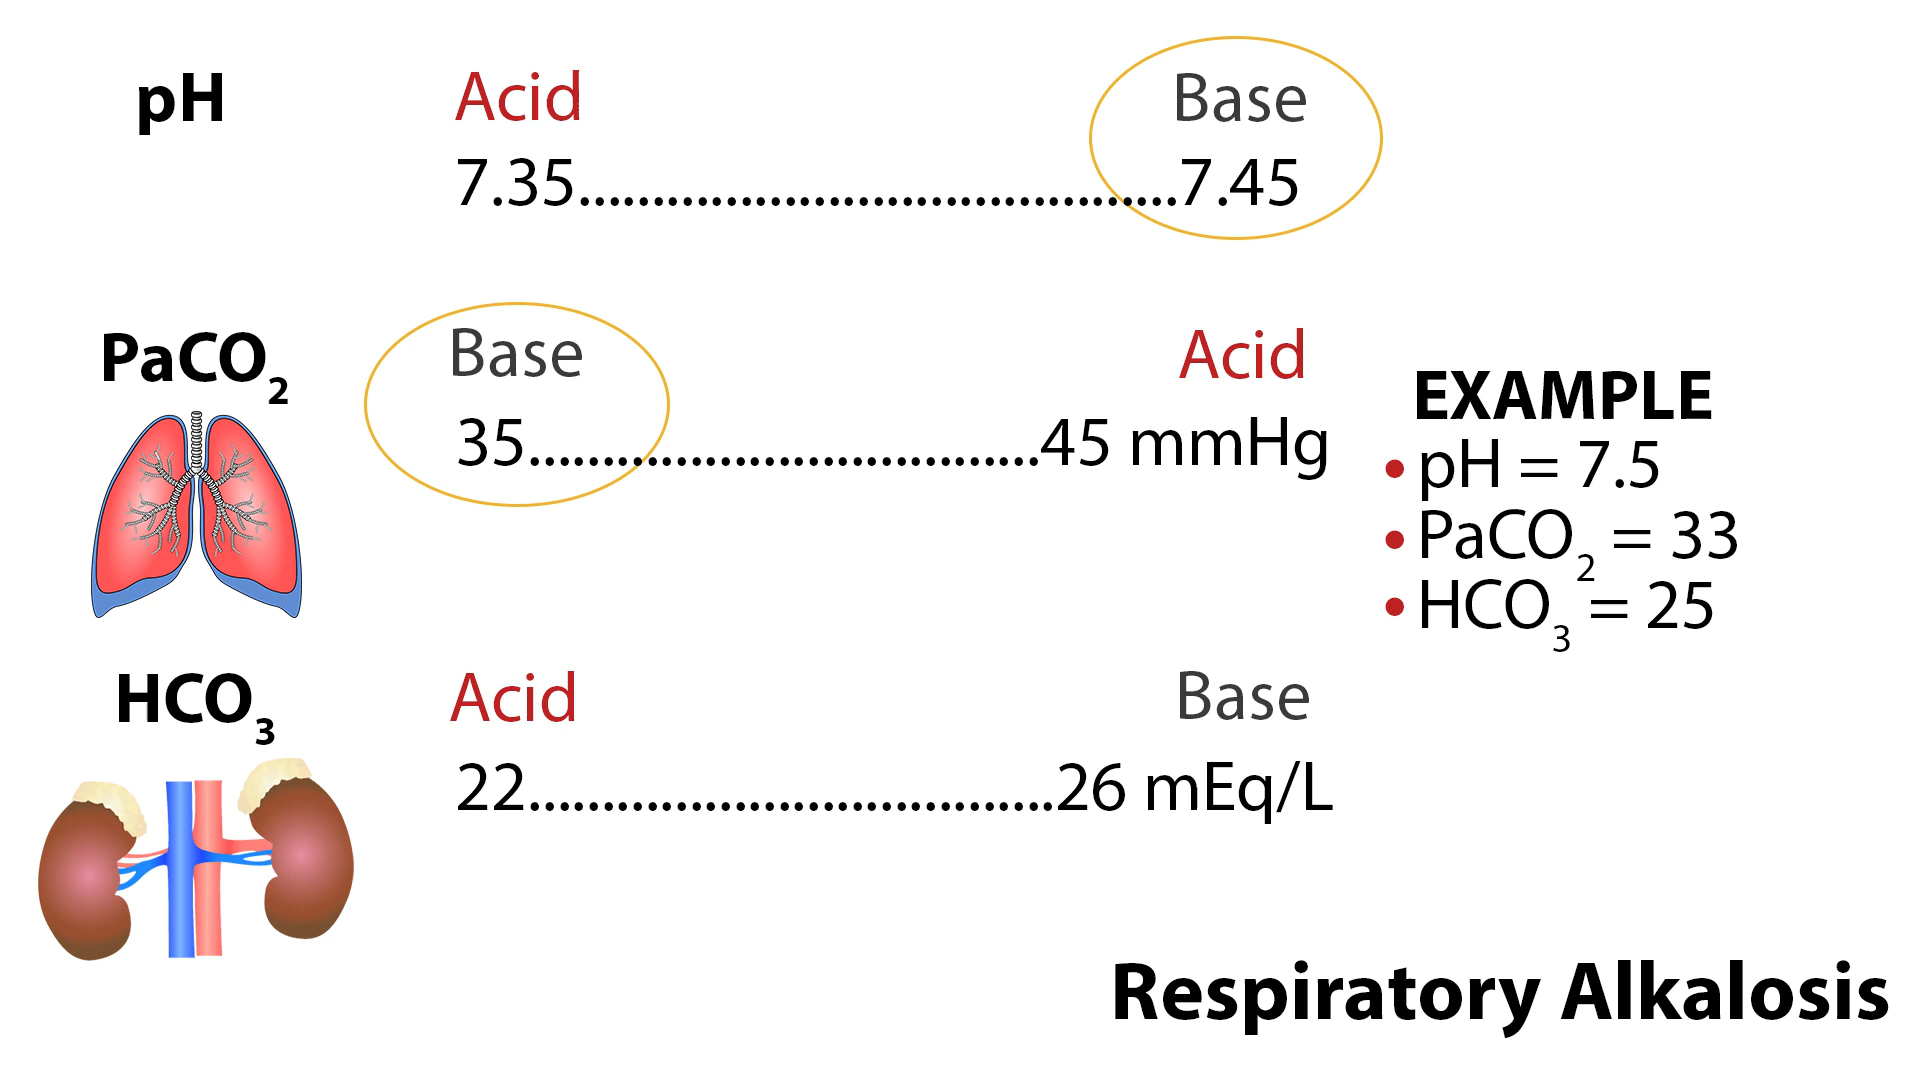 pH
Acid
Base
7.35.........................................7.45
PaCO2
Base
Acid
35...................................45 mmHg
EXAMPLE
• pH = 7.5
• PaCO2 = 33
• HCO3 = 25
HCO3
Acid
Base
22....................................26 mEq/L
Respiratory Alkalosis